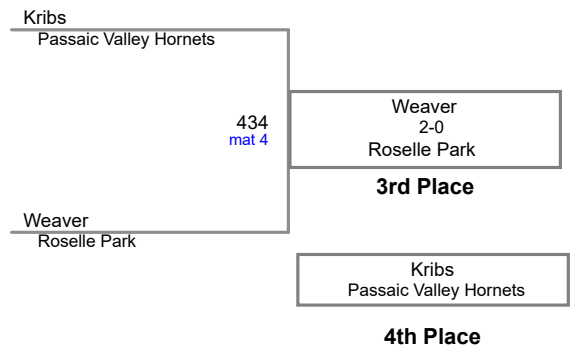 Kribs
Passaic Valley Hornets
434
mat 4
Weaver
2-0
Roselle Park
3rd Place
Weaver
Roselle Park
Kribs
Passaic Valley Hornets
4th Place